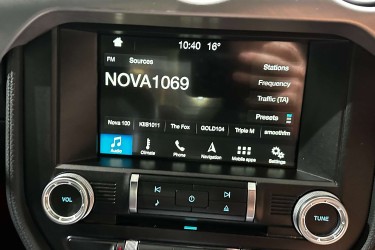 10:40 16°
FM Sources Stations
NOVA1069
Frequency
Traffic (TA)
Presets
Nova 100 KIIS1011 The Fox GOLD104 Triple M smoothfm
Audio Climate Phone Navigation Mobile apps Settings
VOL
TUNE